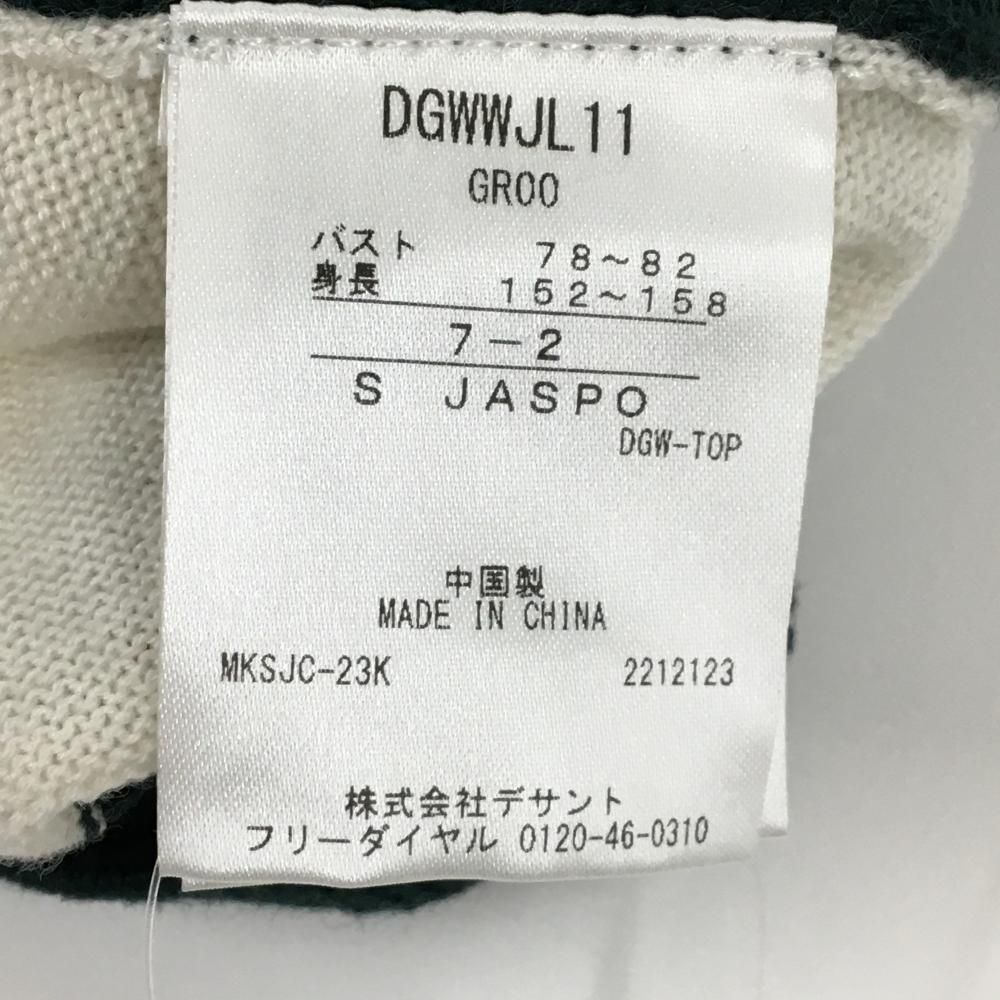 DGWWJL11
GR00
バスト 78～82
身長 152～158
7－2
S JASPO
DGW-TOP
中国製
MADE IN CHINA
MKSJC-23K 2212123
株式会社デサント
フリーダイヤル 0120-46-0310